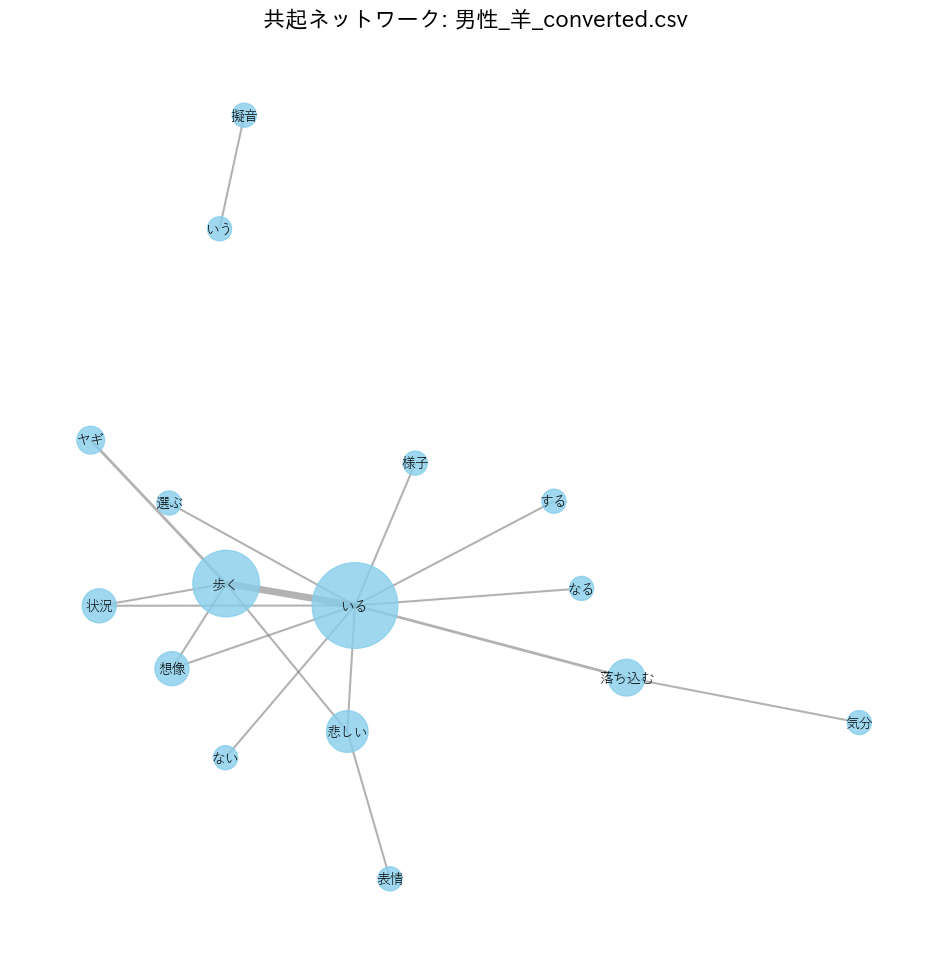 共起ネットワーク: 男性_羊_converted.csv
擬音
いう
ヤギ
様子
選ぶ
する
歩く
なる
状況
いる
想像
落ち込む
気分
悲しい
ない
表情